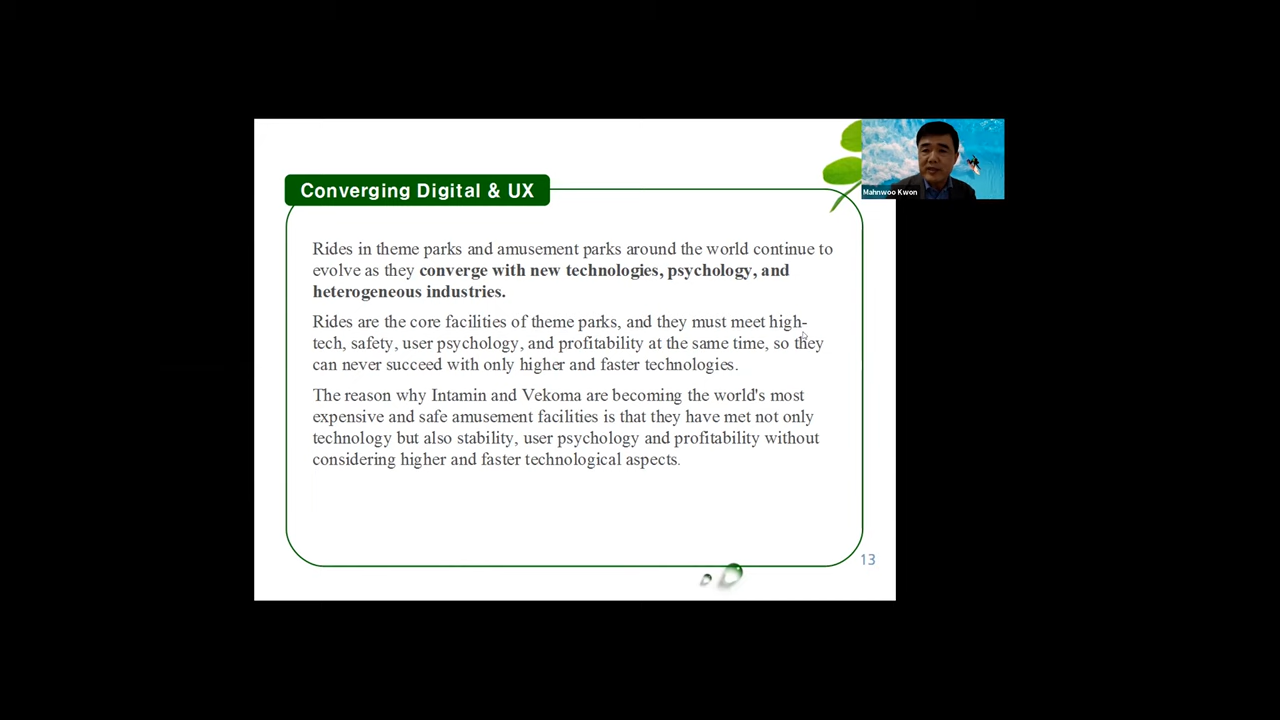 Converging Digital & UX
Mahnwoo Kwon
Rides in theme parks and amusement parks around the world continue to
evolve as they converge with new technologies, psychology, and
heterogeneous industries.
Rides are the core facilities of theme parks, and they must meet high-
tech, safety, user psychology, and profitability at the same time, so they
can never succeed with only higher and faster technologies.
The reason why Intamin and Vekoma are becoming the world's most
expensive and safe amusement facilities is that they have met not only
technology but also stability, user psychology and profitability without
considering higher and faster technological aspects.
13